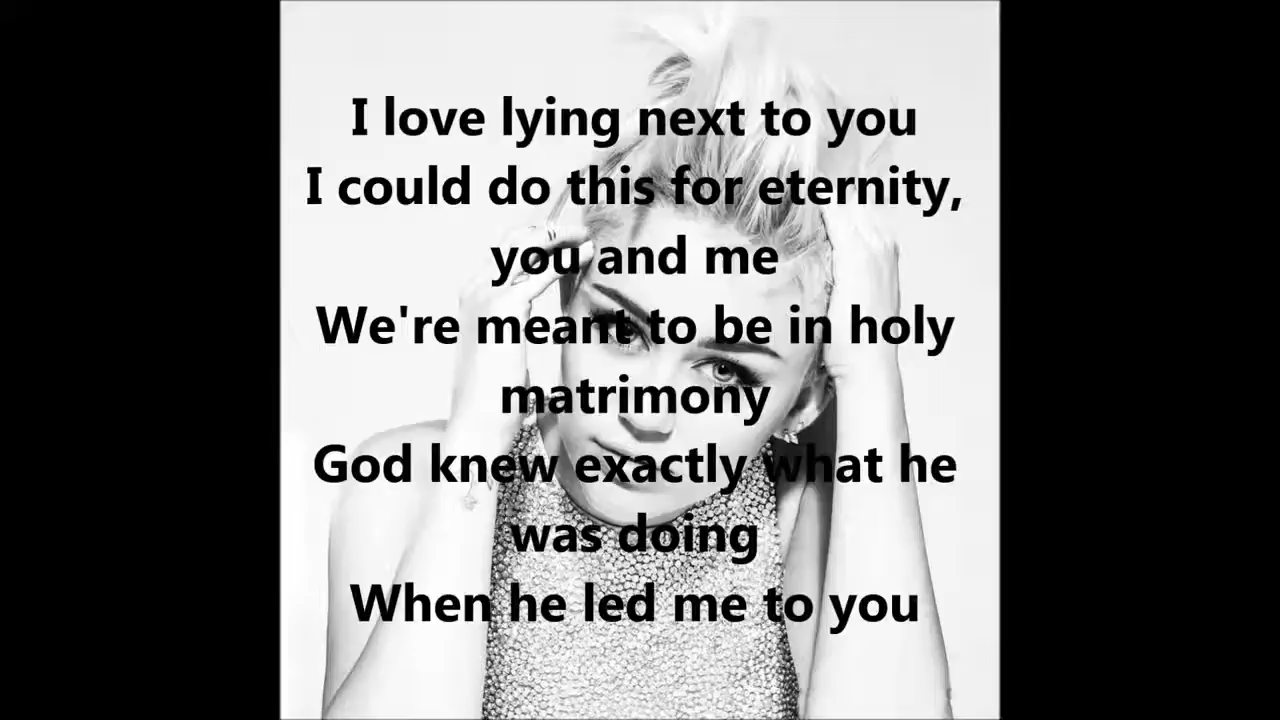 I love lying next to you
I could do this for eternity,
you and me
We're meant to be in holy
matrimony
God knew exactly what he
was doing
When he led me to you